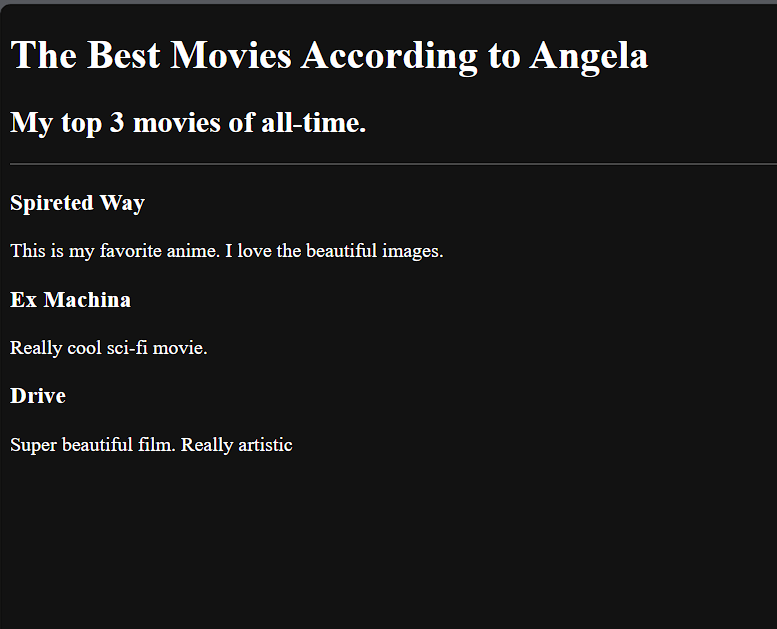 The Best Movies According to Angela
My top 3 movies of all-time.
Spireted Way
This is my favorite anime. I love the beautiful images.
Ex Machina
Really cool sci-fi movie.
Drive
Super beautiful film. Really artistic